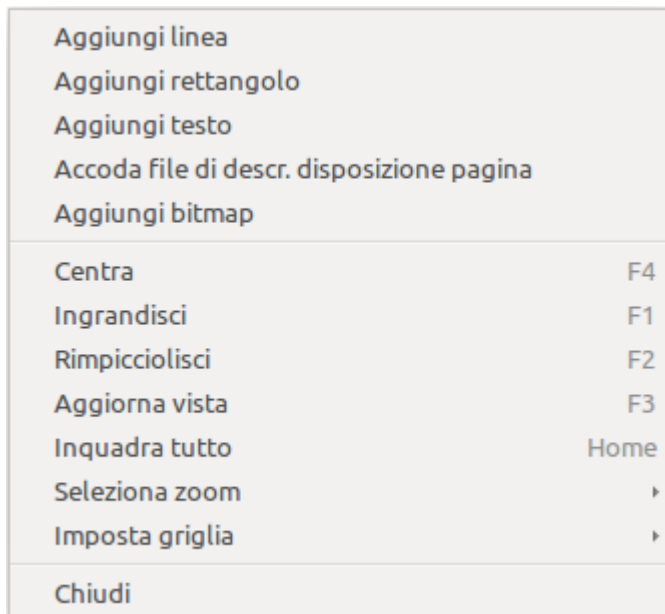 Aggiungi linea
Aggiungi rettangolo
Aggiungi testo
Accoda file di descr. disposizione pagina
Aggiungi bitmap
Centra F4
Ingrandisci F1
Rimpicciolisci F2
Aggiorna vista F3
Inquadra tutto Home
Seleziona zoom
Imposta griglia
Chiudi